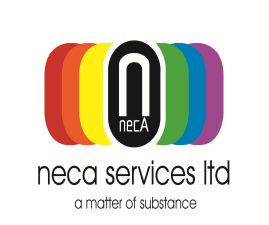 n
necA
neca services ltd
a matter of substance